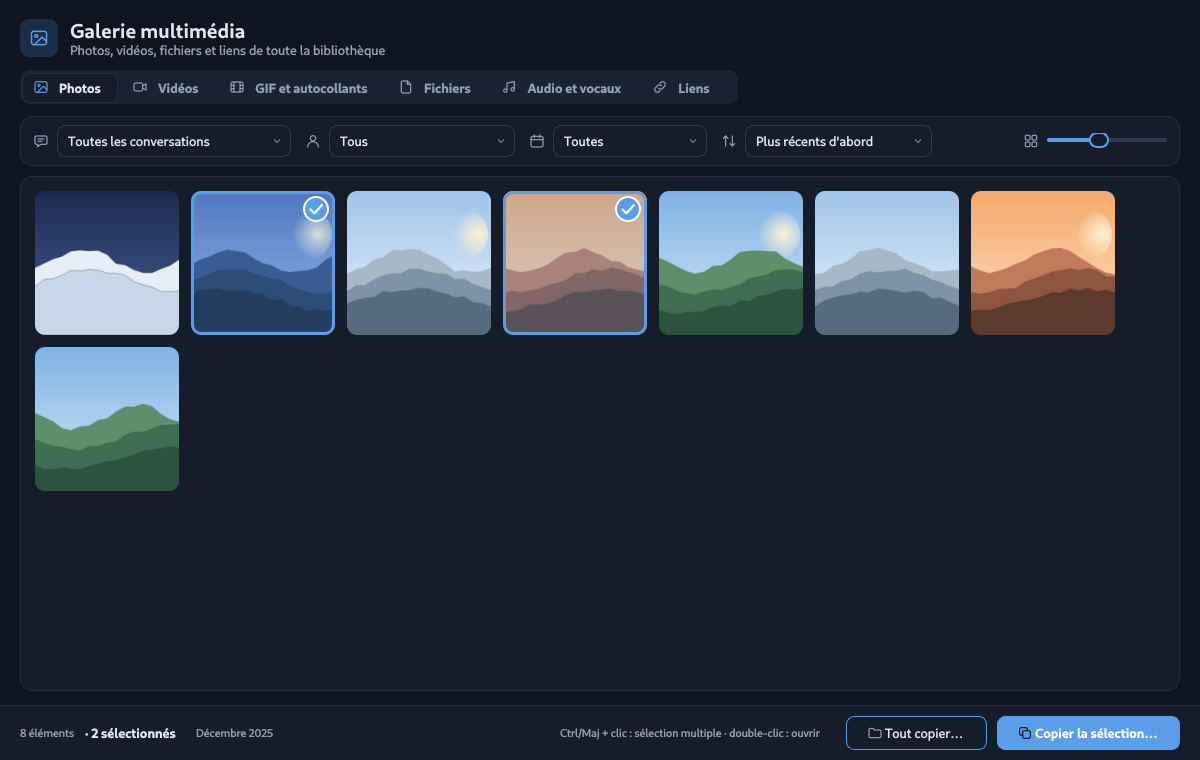 Galerie multimédia
Photos, vidéos, fichiers et liens de toute la bibliothèque
Photos Vidéos GIF et autocollants Fichiers Audio et vocaux Liens
Toutes les conversations Tous Toutes Plus récents d'abord
8 éléments · 2 sélectionnés Décembre 2025 Ctrl/Maj + clic : sélection multiple · double-clic : ouvrir Tout copier… Copier la sélection…